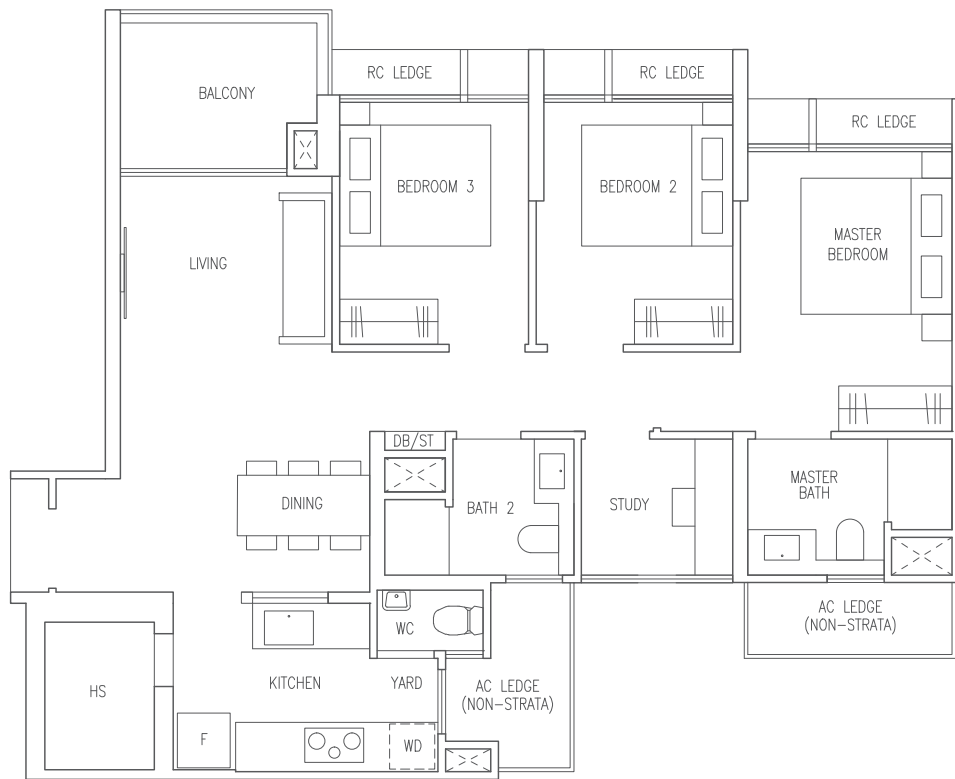 BALCONY
RC LEDGE
RC LEDGE
RC LEDGE
BEDROOM 3
BEDROOM 2
MASTER
BEDROOM
LIVING
DB/ST
DINING
BATH 2
STUDY
MASTER
BATH
WC
AC LEDGE
(NON-STRATA)
HS
KITCHEN
YARD
AC LEDGE
(NON-STRATA)
F
WD